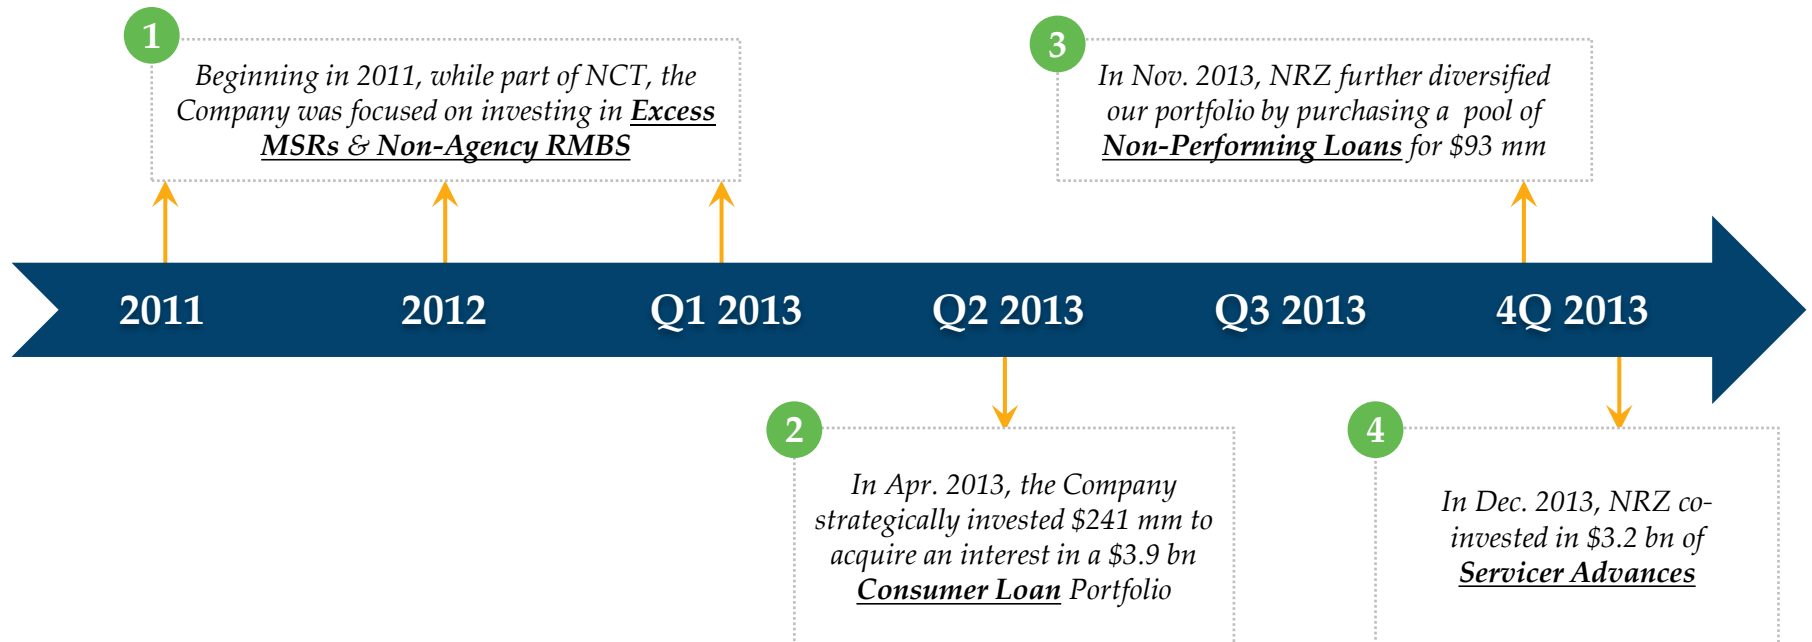 1
Beginning in 2011, while part of NCT, the
Company was focused on investing in Excess
MSRs & Non-Agency RMBS
3
In Nov. 2013, NRZ further diversified
our portfolio by purchasing a pool of
Non-Performing Loans for $93 mm
2011
2012
Q1 2013
Q2 2013
Q3 2013
4Q 2013
2
In Apr. 2013, the Company
strategically invested $241 mm to
acquire an interest in a $3.9 bn
Consumer Loan Portfolio
4
In Dec. 2013, NRZ co-
invested in $3.2 bn of
Servicer Advances